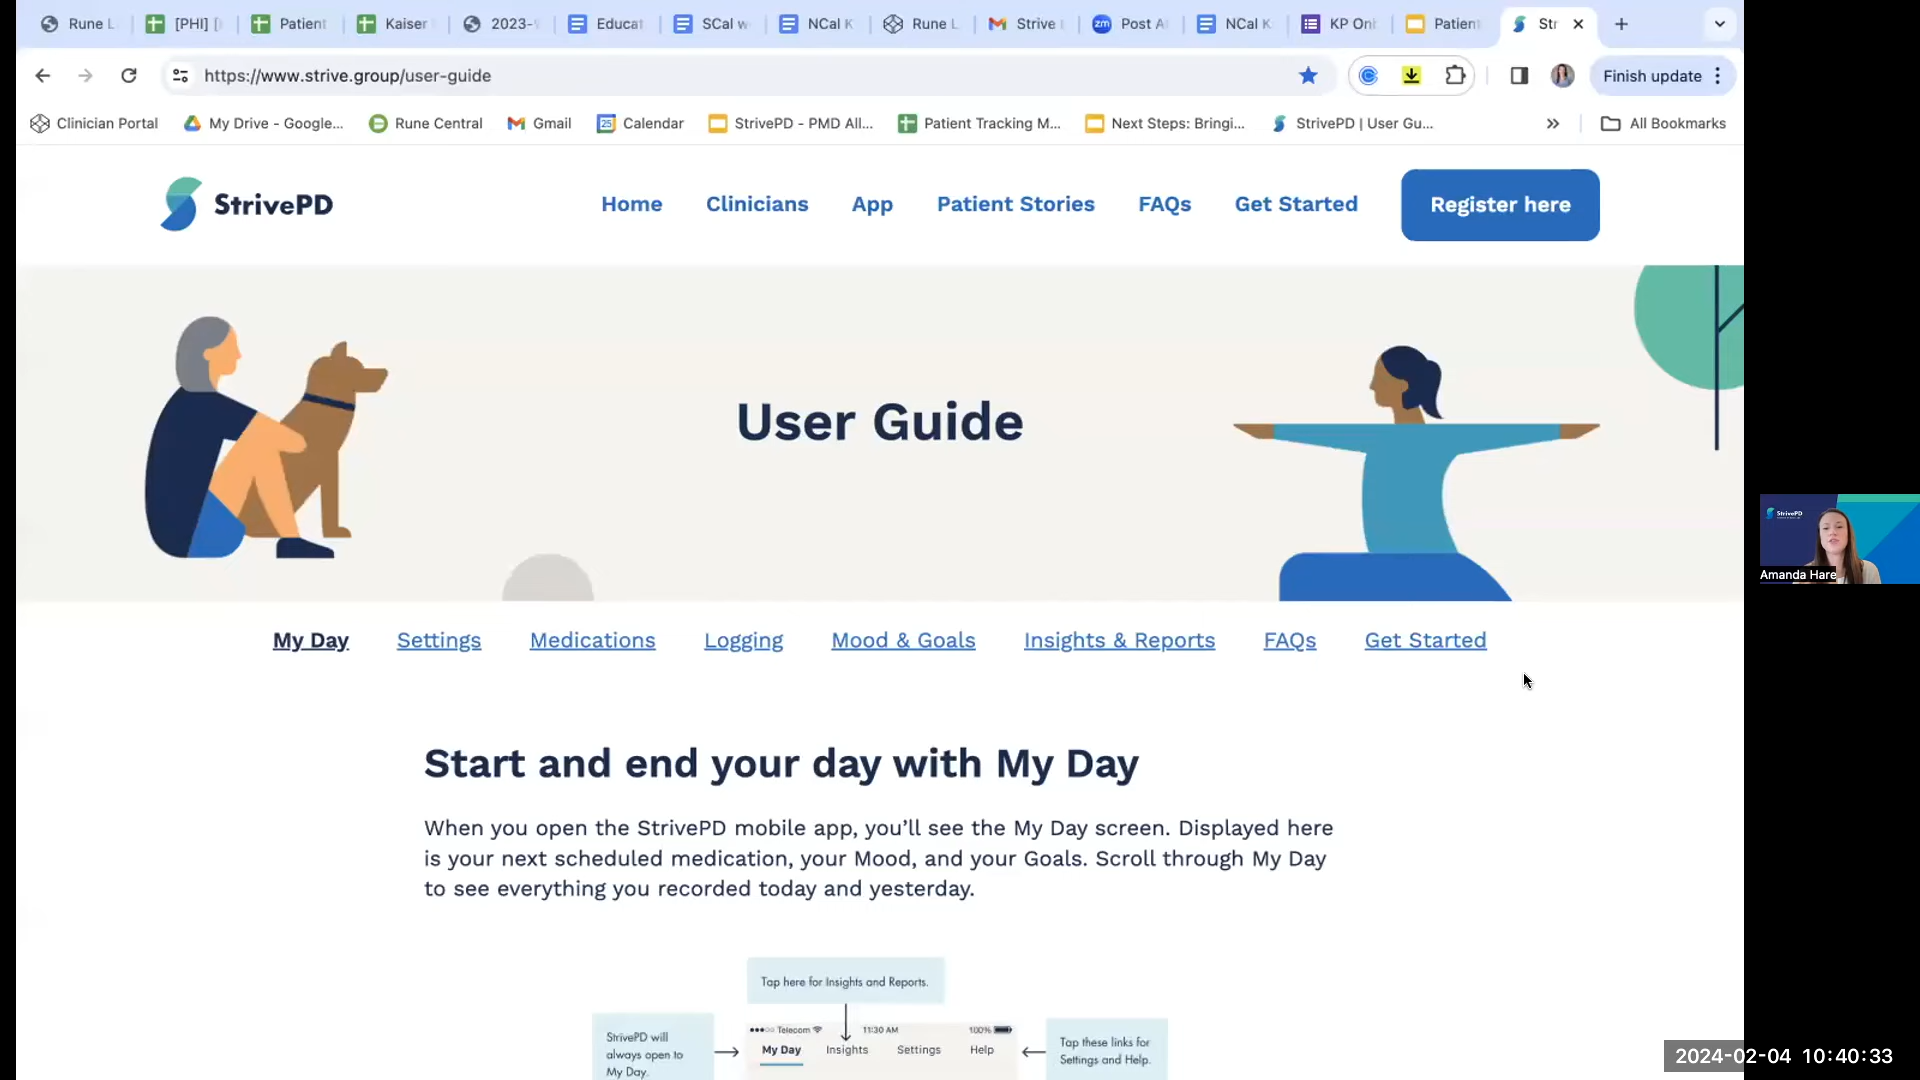 Rune L
[PHI] [
Patient
Kaiser
2023-
Educat
SCal w
NCal K
Rune L
Strive
Post A
NCal K
KP Onl
Patient
Str
https://www.strive.group/user-guide
Finish update
Clinician Portal
My Drive - Google...
Rune Central
Gmail
25
Calendar
StrivePD - PMD All...
Patient Tracking M...
Next Steps: Bringi...
StrivePD | User Gu...
All Bookmarks
StrivePD
Home
Clinicians
App
Patient Stories
FAQs
Get Started
Register here
User Guide
StrivePD
Amanda Hare
My Day
Settings
Medications
Logging
Mood & Goals
Insights & Reports
FAQs
Get Started
Start and end your day with My Day
When you open the StrivePD mobile app, you’ll see the My Day screen. Displayed here
is your next scheduled medication, your Mood, and your Goals. Scroll through My Day
to see everything you recorded today and yesterday.
Tap here for Insights and Reports.
StrivePD will
always open to
My Day.
Telecom
11:30 AM
100%
My Day
Insights
Settings
Help
Tap these links for
Settings and Help.
2024-02-04 10:40:33